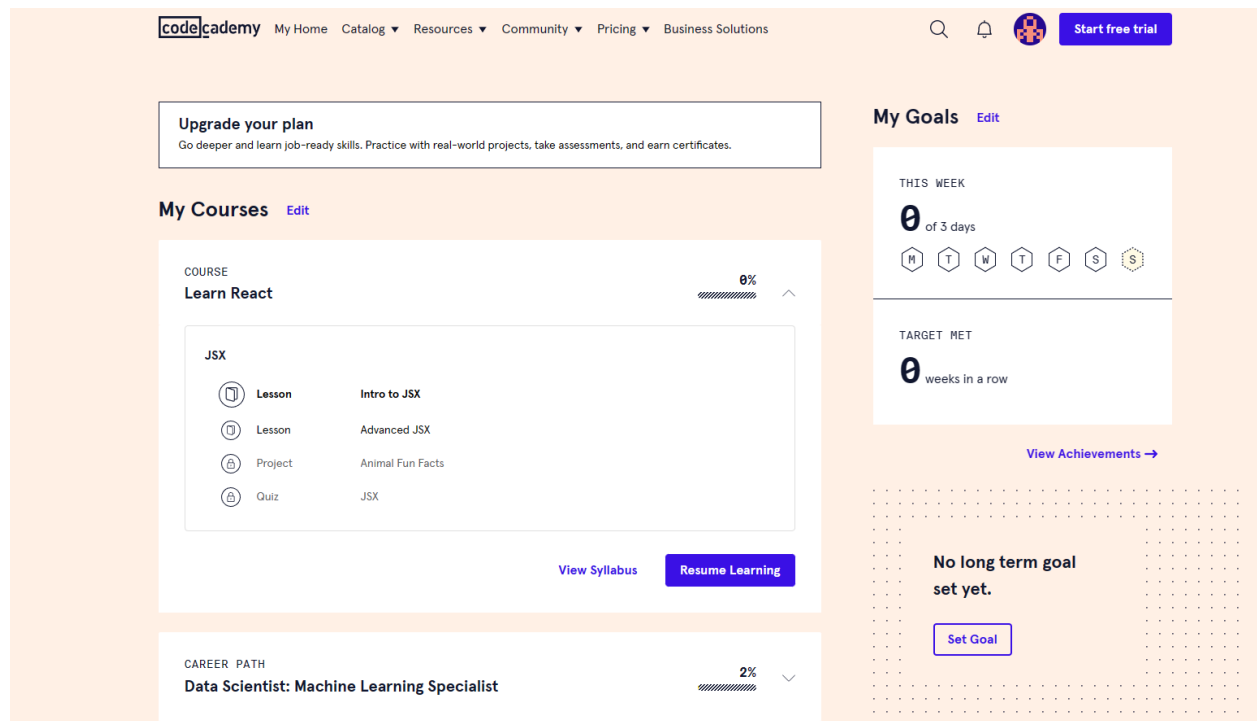 codecademy My Home Catalog Resources Community Pricing Business Solutions Start free trial
Upgrade your plan
Go deeper and learn job-ready skills. Practice with real-world projects, take assessments, and earn certificates.
My Courses Edit
COURSE
Learn React
0%
JSX
Lesson Intro to JSX
Lesson Advanced JSX
Project Animal Fun Facts
Quiz JSX
View Syllabus Resume Learning
CAREER PATH
Data Scientist: Machine Learning Specialist
2%
My Goals Edit
THIS WEEK
0 of 3 days
M T W T F S S
TARGET MET
0 weeks in a row
View Achievements →
No long term goal
set yet.
Set Goal